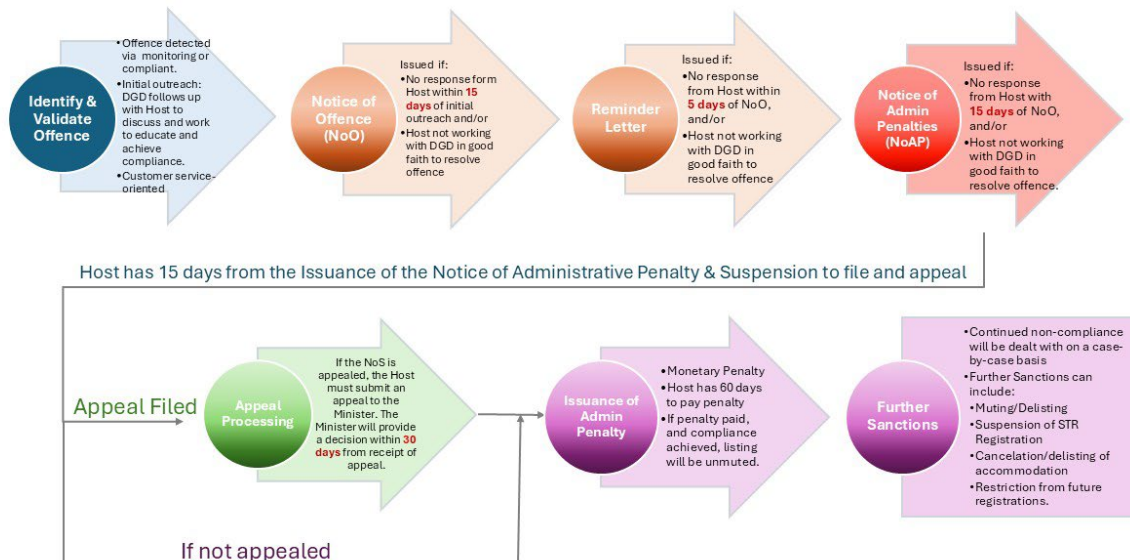 Identify &
Validate
Offence
•Offence detected
via monitoring or
compliant.
•Initial outreach:
DGD follows up
with Host to
discuss and work
to educate and
achieve
compliance.
•Customer service-
oriented
Notice of
Offence
(NoO)
Issued if:
•No response form
Host within 15
days of initial
outreach and/or
•Host not working
with DGD in good
faith to resolve
offence
Reminder
Letter
Issued if:
•No response
from Host within
5 days of NoO,
and/or
•Host not working
with DGD in
good faith to
resolve offence
Notice of
Admin
Penalties
(NoAP)
Issued if:
•No response
from Host with
15 days of NoO,
and/or
•Host not working
with DGD in
good faith to
resolve offence.
Host has 15 days from the Issuance of the Notice of Administrative Penalty & Suspension to file and appeal
Appeal Filed
Appeal
Processing
If the NoS is
appealed, the Host
must submit an
appeal to the
Minister. The
Minister will provide
a decision within 30
days from receipt of
appeal.
Issuance of
Admin
Penalty
•Monetary Penalty
•Host has 60 days
to pay penalty
•If penalty paid,
and compliance
achieved, listing
will be unmuted.
Further
Sanctions
•Continued non-compliance
will be dealt with on a case-
by-case basis
•Further Sanctions can
include:
•Muting/Delisting
•Suspension of STR
Registration
•Cancelation/delisting of
accommodation
•Restriction from future
registrations.
If not appealed